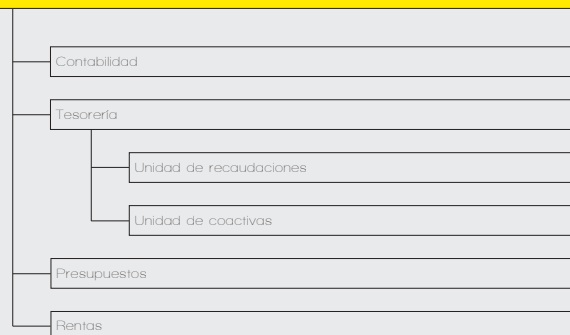 Contabilidad
Tesorería
Unidad de recaudaciones
Unidad de coactivas
Presupuestos
Rentas